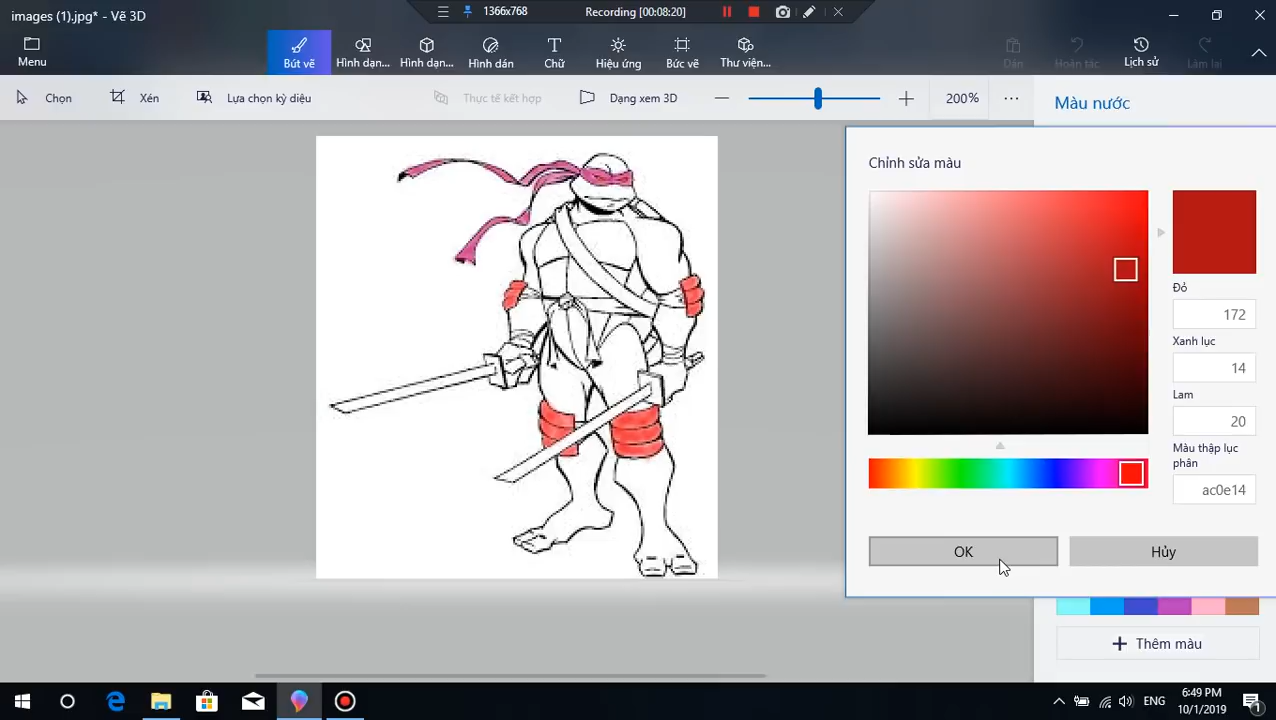 images (1).jpg* - Vẽ 3D
1366x768
Recording [00:08:20]
Menu
Bút vẽ
Hình dạn...
Hình dạn...
Hình dán
Chữ
Hiệu ứng
Bức vẽ
Thư viện...
Dán
Hoàn tác
Lịch sử
Làm lại
Chọn
Xén
Lựa chọn kỳ diệu
Thực tế kết hợp
Dạng xem 3D
200%
Màu nước
Chỉnh sửa màu
Đỏ
172
Xanh lục
14
Lam
20
Màu thập lục
phân
ac0e14
OK
Hủy
Thêm màu
ENG
6:49 PM
10/1/2019
1